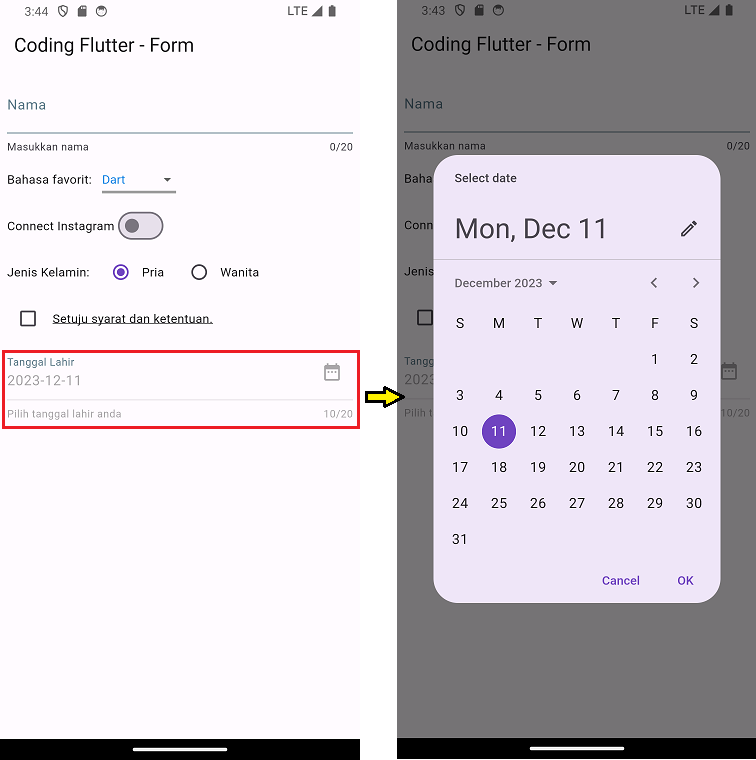 3:44 LTE
Coding Flutter - Form
Nama
Masukkan nama 0/20
Bahasa favorit: Dart
Connect Instagram
Jenis Kelamin: Pria Wanita
Setuju syarat dan ketentuan.
Tanggal Lahir
2023-12-11
Pilih tanggal lahir anda 10/20
3:43 LTE
Coding Flutter - Form
Nama
Masukkan nama 0/20
Baha
Select date
Mon, Dec 11
Conn
Jenis
December 2023
S M T W T F S
1 2
Tangg
2023
3 4 5 6 7 8 9
Pilih t 10/20
10 11 12 13 14 15 16
17 18 19 20 21 22 23
24 25 26 27 28 29 30
31
Cancel OK